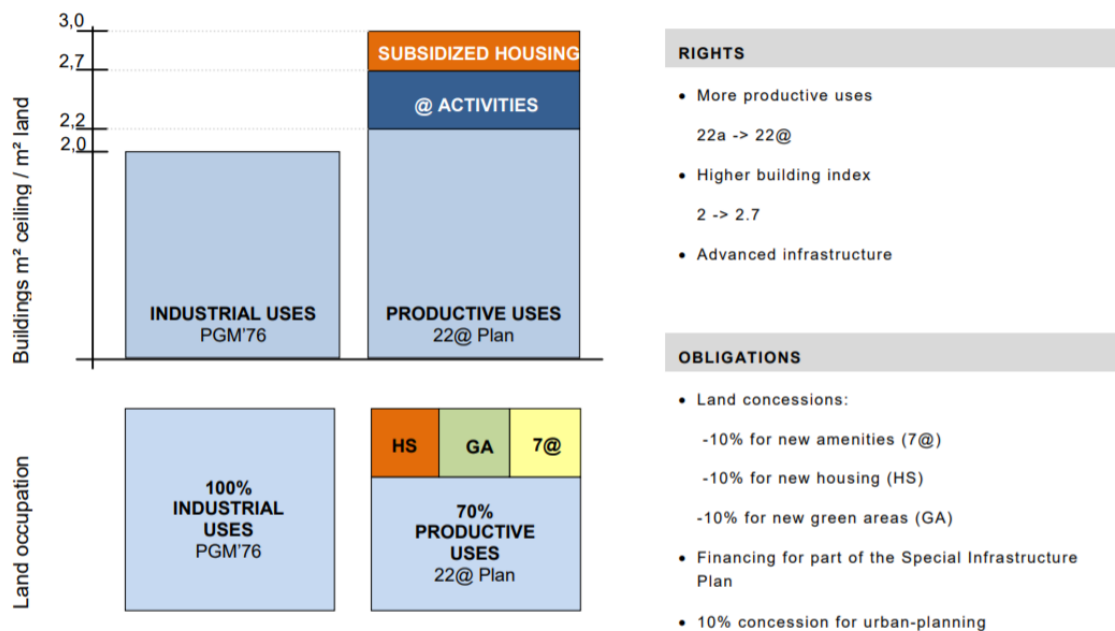 3,0
2,7
2,2
2,0
Buildings m² ceiling / m² land
SUBSIDIZED HOUSING
@ ACTIVITIES
INDUSTRIAL USES
PGM'76
PRODUCTIVE USES
22@ Plan
Land occupation
100%
INDUSTRIAL
USES
PGM'76
HS
GA
7@
70%
PRODUCTIVE
USES
22@ Plan
RIGHTS
• More productive uses
22a -> 22@
• Higher building index
2 -> 2.7
• Advanced infrastructure
OBLIGATIONS
• Land concessions:
-10% for new amenities (7@)
-10% for new housing (HS)
-10% for new green areas (GA)
• Financing for part of the Special Infrastructure
Plan
• 10% concession for urban-planning